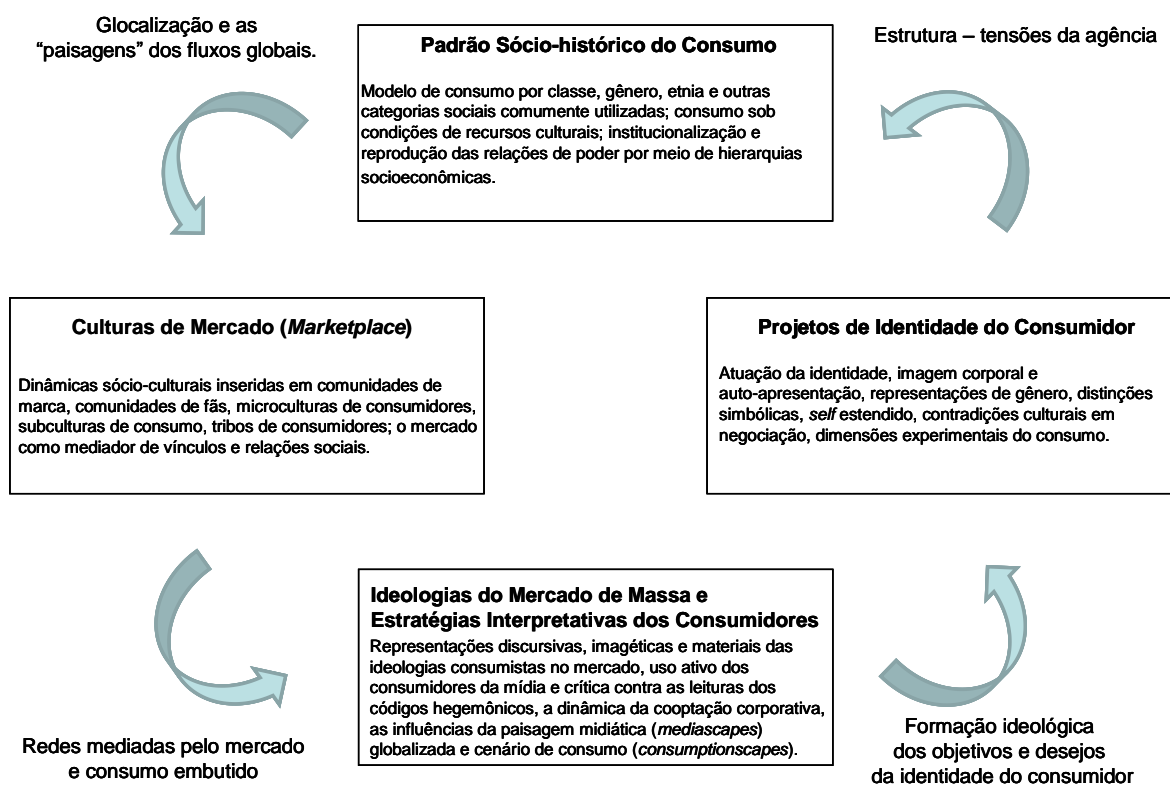 Glocalização e as
“paisagens” dos fluxos globais.
Padrão Sócio-histórico do Consumo
Modelo de consumo por classe, gênero, etnia e outras
categorias sociais comumente utilizadas; consumo sob
condições de recursos culturais; institucionalização e
reprodução das relações de poder por meio de hierarquias
socioeconômicas.
Estrutura – tensões da agência
Culturas de Mercado (Marketplace)
Dinâmicas sócio-culturais inseridas em comunidades de
marca, comunidades de fãs, microculturas de consumidores,
subculturas de consumo, tribos de consumidores; o mercado
como mediador de vínculos e relações sociais.
Projetos de Identidade do Consumidor
Atuação da identidade, imagem corporal e
auto-apresentação, representações de gênero, distinções
simbólicas, self estendido, contradições culturais em
negociação, dimensões experimentais do consumo.
Ideologias do Mercado de Massa e
Estratégias Interpretativas dos Consumidores
Representações discursivas, imagéticas e materiais das
ideologias consumistas no mercado, uso ativo dos
consumidores da mídia e crítica contra as leituras dos
códigos hegemônicos, a dinâmica da cooptação corporativa,
as influências da paisagem midiática (mediascapes)
globalizada e cenário de consumo (consumptionscapes).
Redes mediadas pelo mercado
e consumo embutido
Formação ideológica
dos objetivos e desejos
da identidade do consumidor